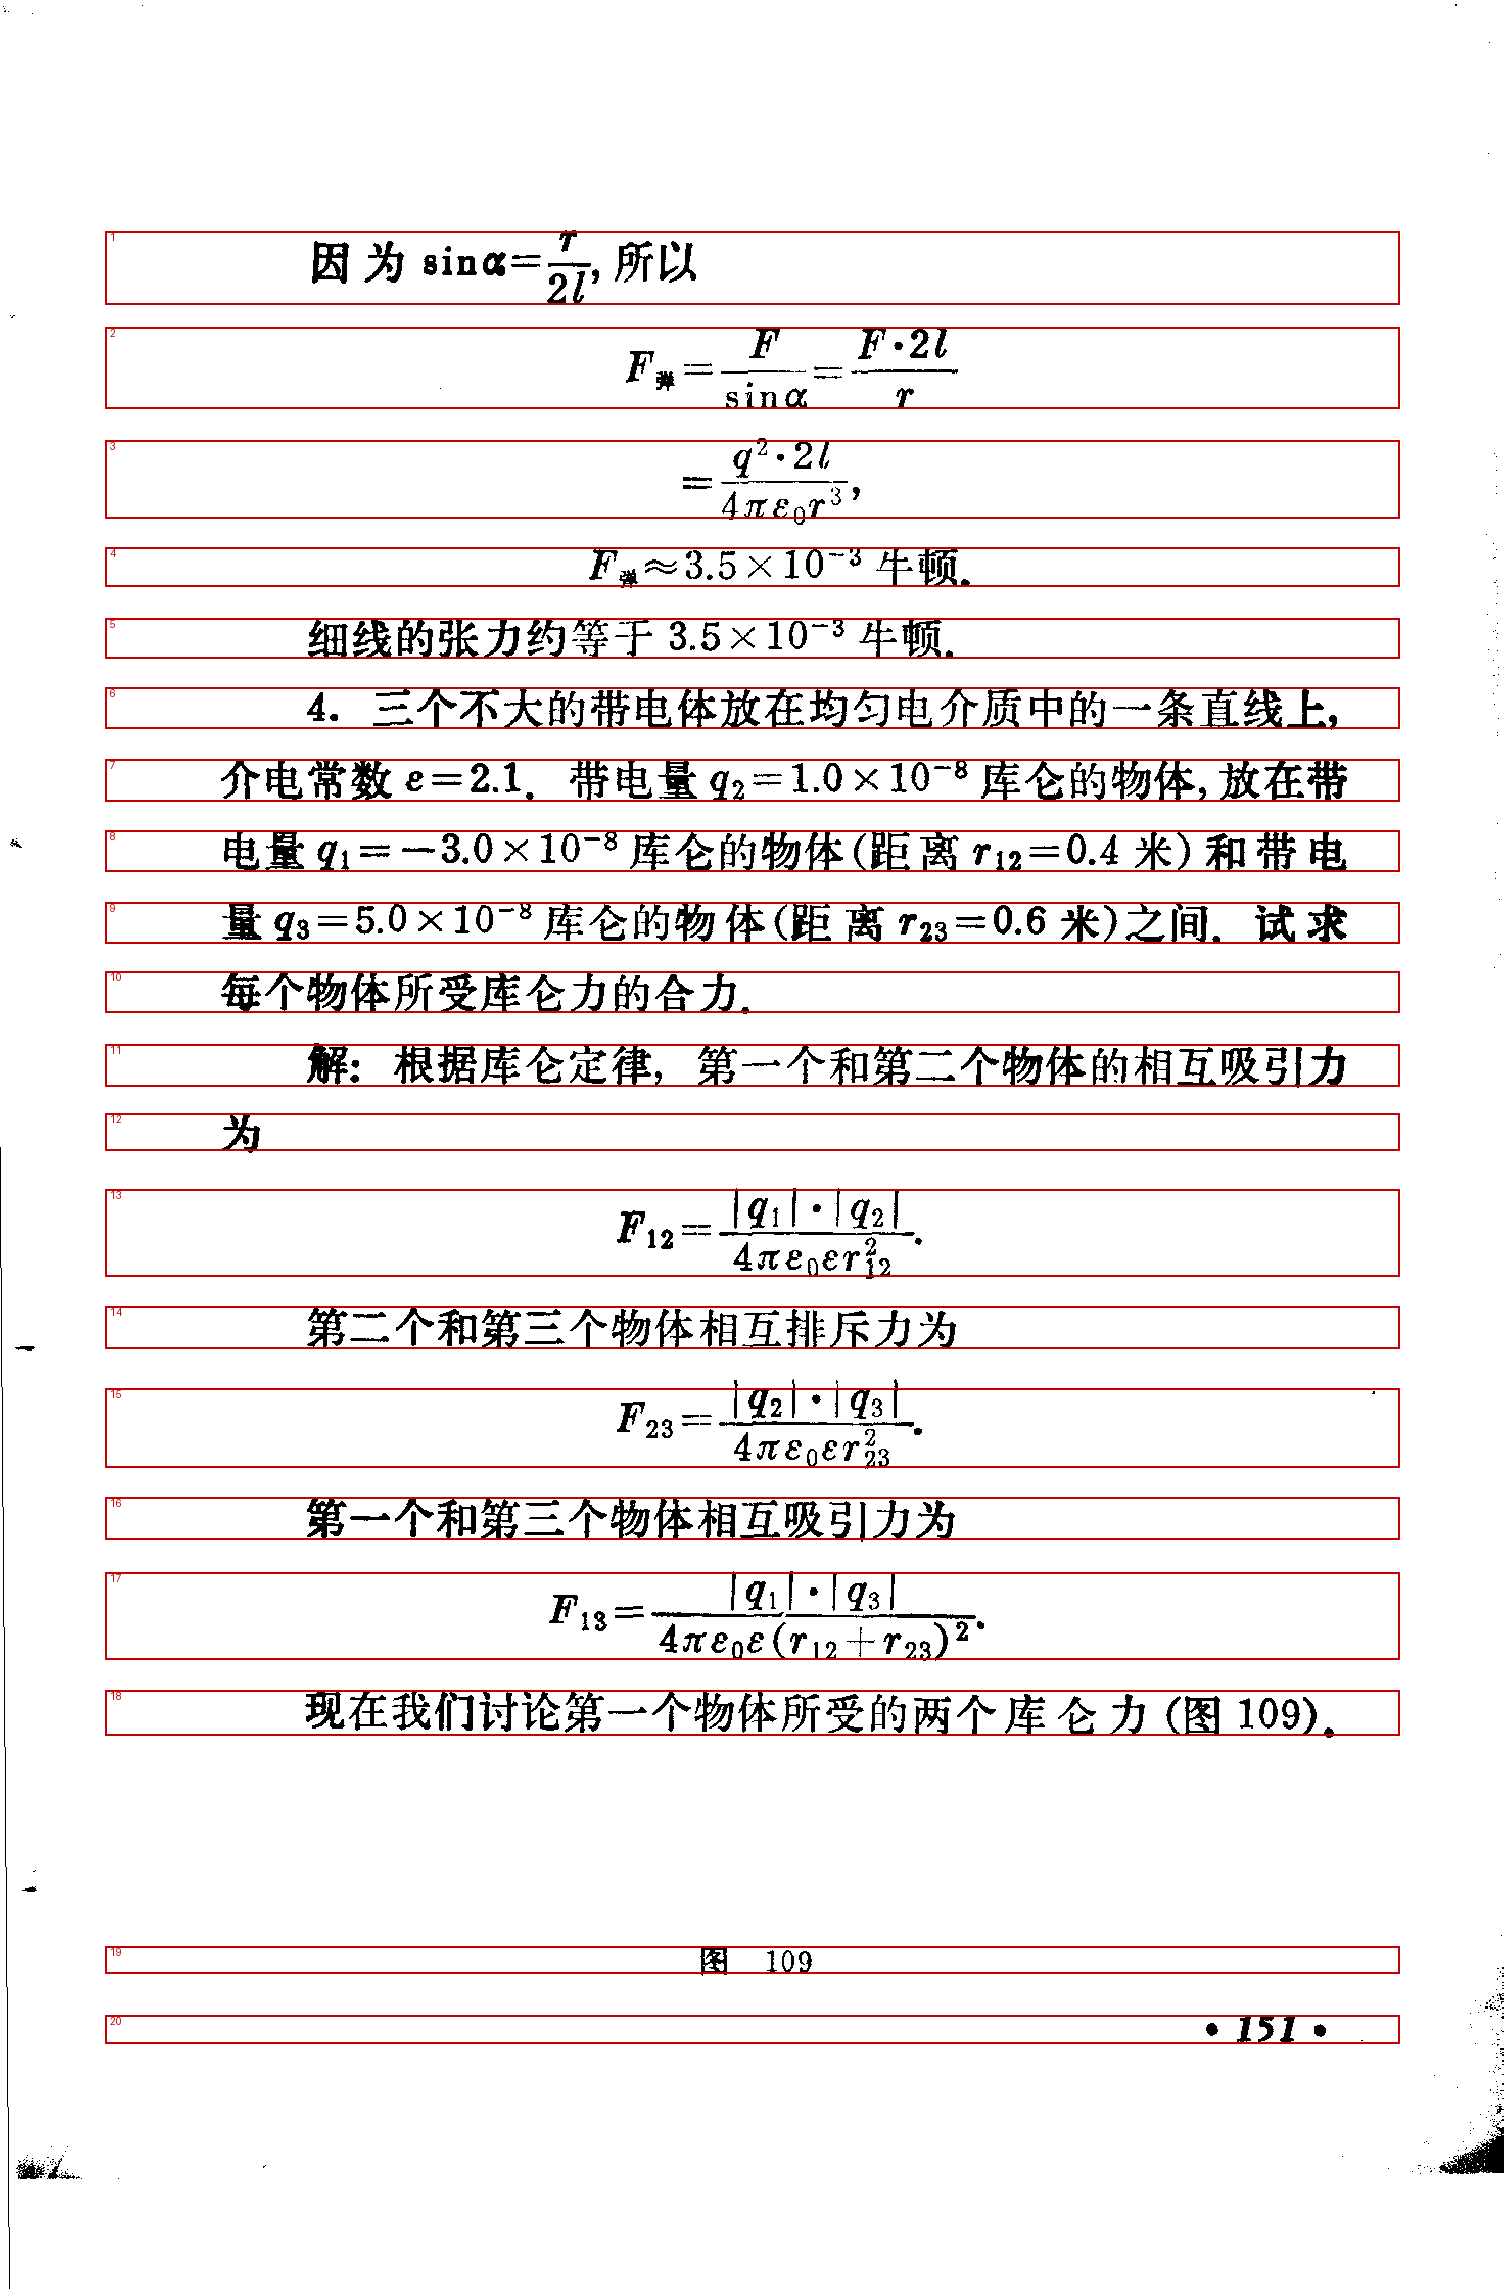 因为 sinα=r/2l, 所以
F弹=F/sinα=F·2l/r
=q²·2l/4πε₀r³,
F弹≈3.5×10⁻³ 牛顿.
细线的张力约等于 3.5×10⁻³ 牛顿.
4. 三个不大的带电体放在均匀电介质中的一条直线上,
介电常数 ε=2.1. 带电量 q₂=1.0×10⁻⁸ 库仑的物体, 放在带
电量 q₁=-3.0×10⁻⁸ 库仑的物体(距离 r₁₂=0.4 米) 和带电
量 q₃=5.0×10⁻⁸ 库仑的物体(距离 r₂₃=0.6 米)之间. 试求
每个物体所受库仑力的合力.
解: 根据库仑定律, 第一个和第二个物体的相互吸引力
为
F₁₂=|q₁|·|q₂|/4πε₀εr₁₂².
第二个和第三个物体相互排斥力为
F₂₃=|q₂|·|q₃|/4πε₀εr₂₃².
第一个和第三个物体相互吸引力为
F₁₃=|q₁|·|q₃|/4πε₀ε(r₁₂+r₂₃)².
现在我们讨论第一个物体所受的两个库仑力 (图 109).
图 109
• 151 •